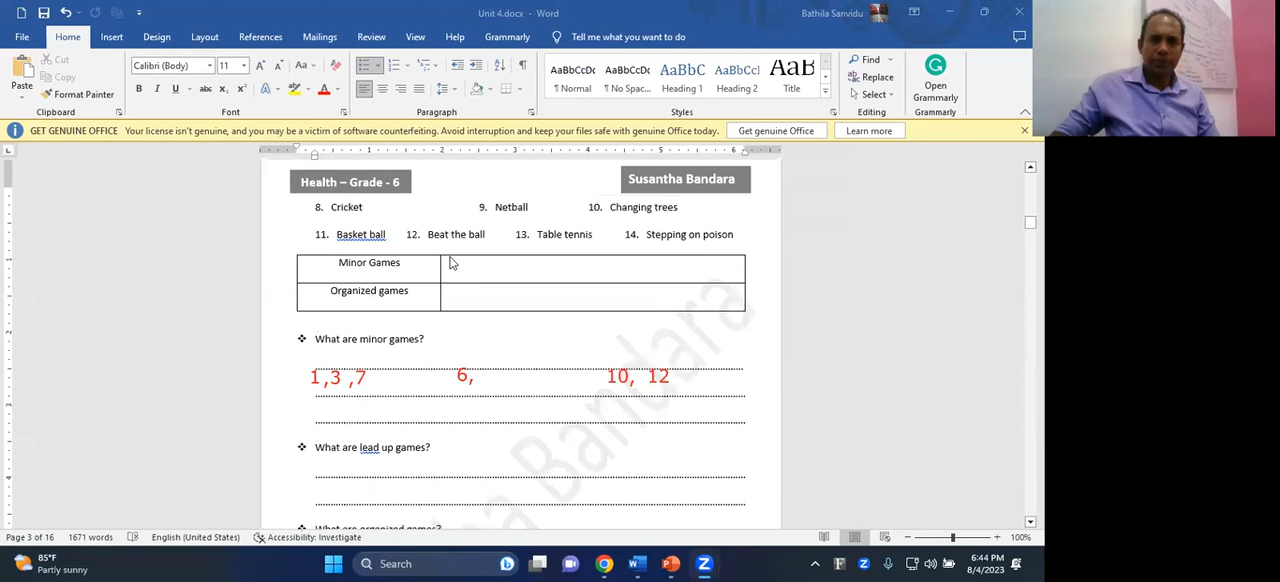 Unit 4.docx - Word
Bathila Sanvidu
File Home Insert Design Layout References Mailings Review View Help Grammarly Tell me what you want to do
Paste
Cut
Copy
Format Painter
Clipboard
Calibri (Body) 11
Font
Paragraph
AaBbCcDc AaBbCcDc AaBbC AaBbCcI AaB
¶ Normal ¶ No Spac... Heading 1 Heading 2 Title
Styles
Find
Replace
Select
Editing
Open
Grammarly
Grammarly
GET GENUINE OFFICE Your license isn't genuine, and you may be a victim of software counterfeiting. Avoid interruption and keep your files safe with genuine Office today. Get genuine Office Learn more
Health – Grade - 6
Susantha Bandara
8. Cricket 9. Netball 10. Changing trees
11. Basket ball 12. Beat the ball 13. Table tennis 14. Stepping on poison
Minor Games
Organized games
❖ What are minor games?
1,3 ,7 6, 10, 12
❖ What are lead up games?
❖ What are organized games?
Page 3 of 16 1671 words English (United States) Accessibility: Investigate 100%
85°F
Partly sunny
Search
6:44 PM
8/4/2023